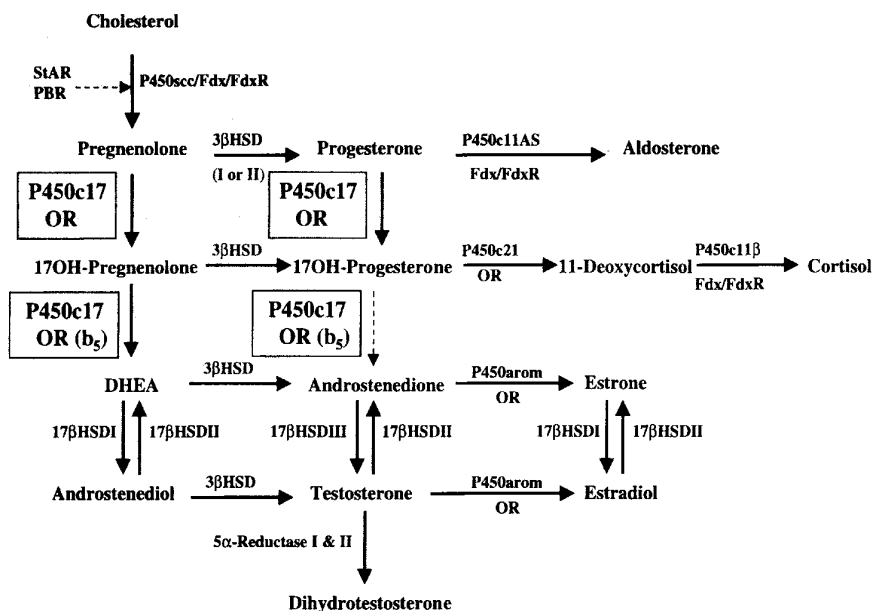 Cholesterol
StAR
PBR
P450scc/Fdx/FdxR
Pregnenolone
3βHSD
(I or II)
Progesterone
P450c11AS
Fdx/FdxR
Aldosterone
P450c17
OR
P450c17
OR
17OH-Pregnenolone
3βHSD
17OH-Progesterone
P450c21
OR
11-Deoxycortisol
P450c11β
Fdx/FdxR
Cortisol
P450c17
OR (b₅)
P450c17
OR (b₅)
DHEA
3βHSD
Androstenedione
P450arom
OR
Estrone
17βHSDI
17βHSDII
17βHSDIII
17βHSDII
17βHSDI
17βHSDII
Androstenediol
3βHSD
Testosterone
P450arom
OR
Estradiol
5α-Reductase I & II
Dihydrotestosterone